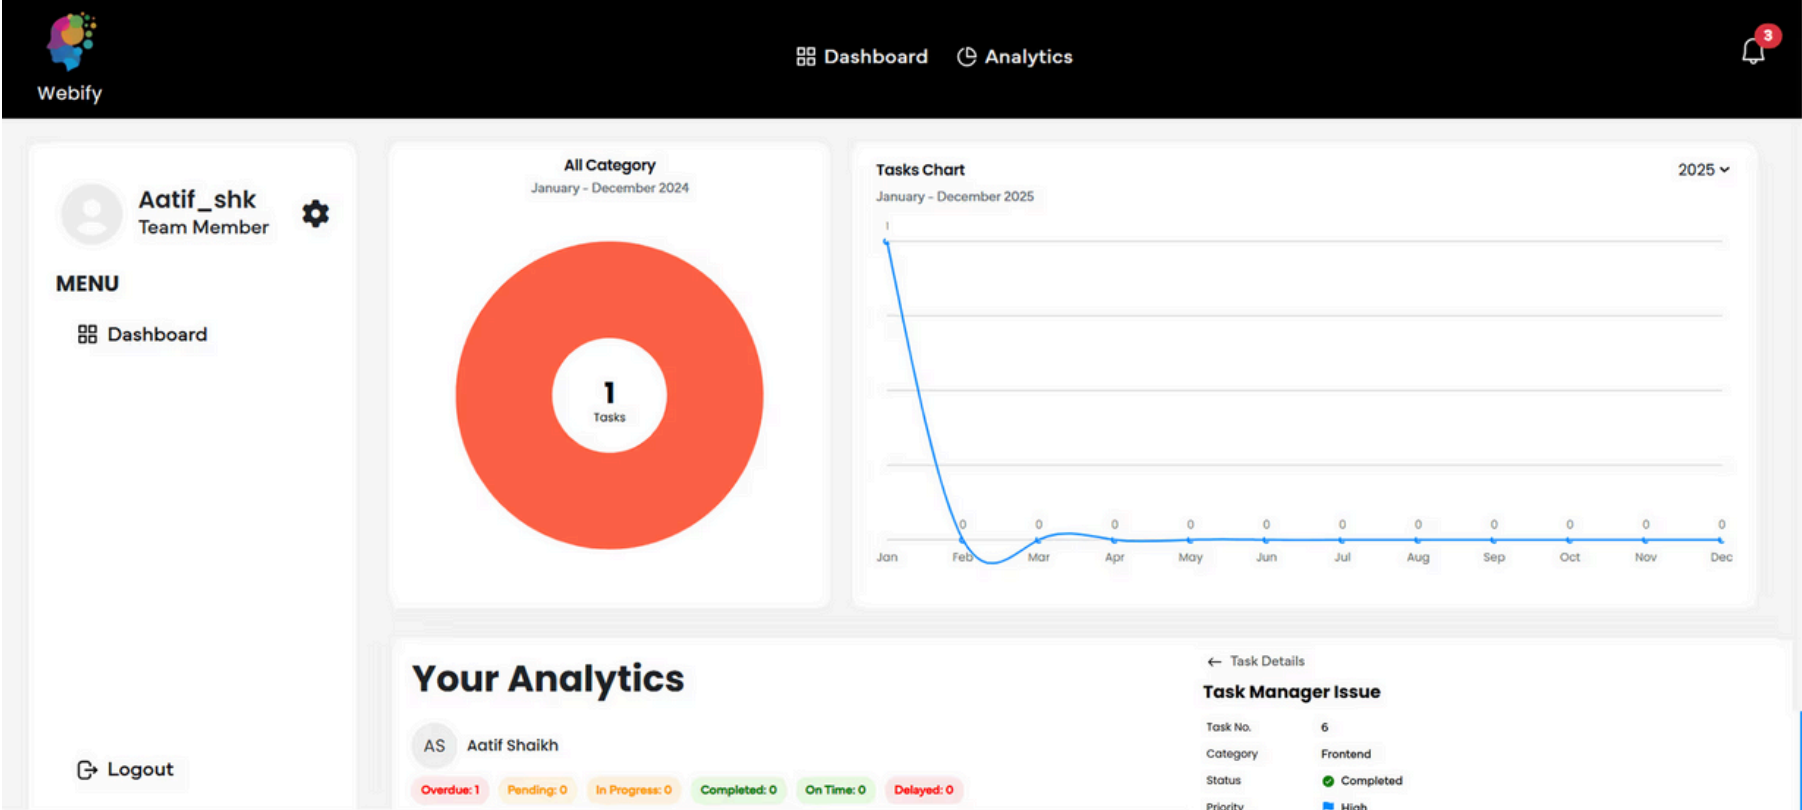 Webify
Dashboard
Analytics
3
Aatif_shk
Team Member
MENU
Dashboard
Logout
All Category
January - December 2024
1
Tasks
Tasks Chart
2025
January - December 2025
1
0 0 0 0 0 0 0 0 0 0 0
Jan Feb Mar Apr May Jun Jul Aug Sep Oct Nov Dec
Your Analytics
AS Aatif Shaikh
Overdue: 1 Pending: 0 In Progress: 0 Completed: 0 On Time: 0 Delayed: 0
Task Details
Task Manager Issue
Task No. 6
Category Frontend
Status Completed
Priority High